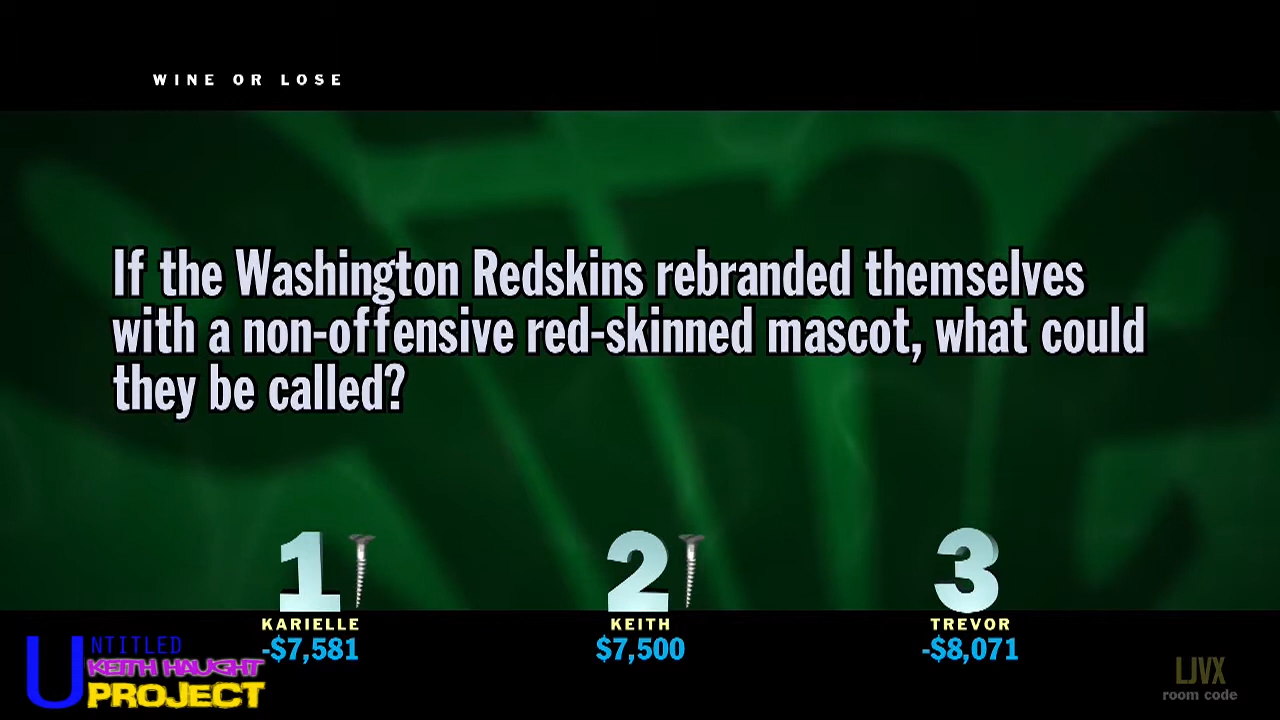 WINE OR LOSE
If the Washington Redskins rebranded themselves
with a non-offensive red-skinned mascot, what could
they be called?
1 2 3
KARIELLE KEITH TREVOR
-$7,581 $7,500 -$8,071
UNTITLED
KEITH HAUGHT
PROJECT
LJVX
room code